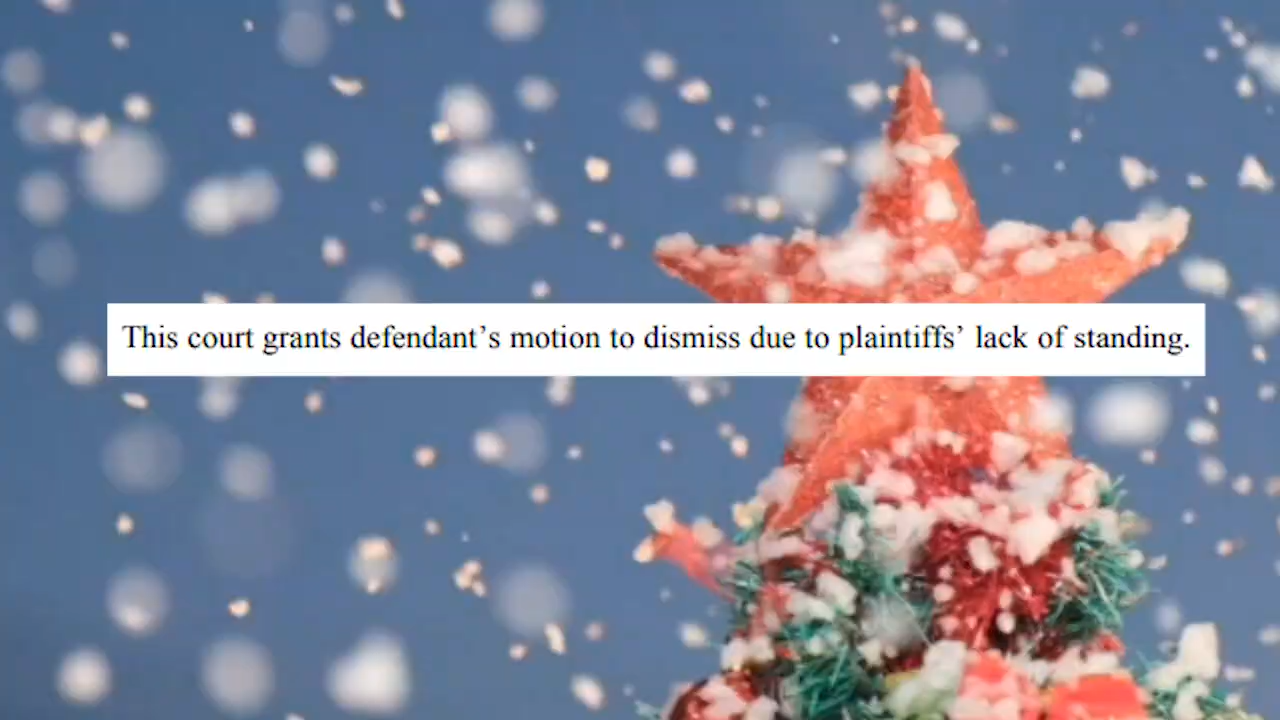 This court grants defendant’s motion to dismiss due to plaintiffs’ lack of standing.